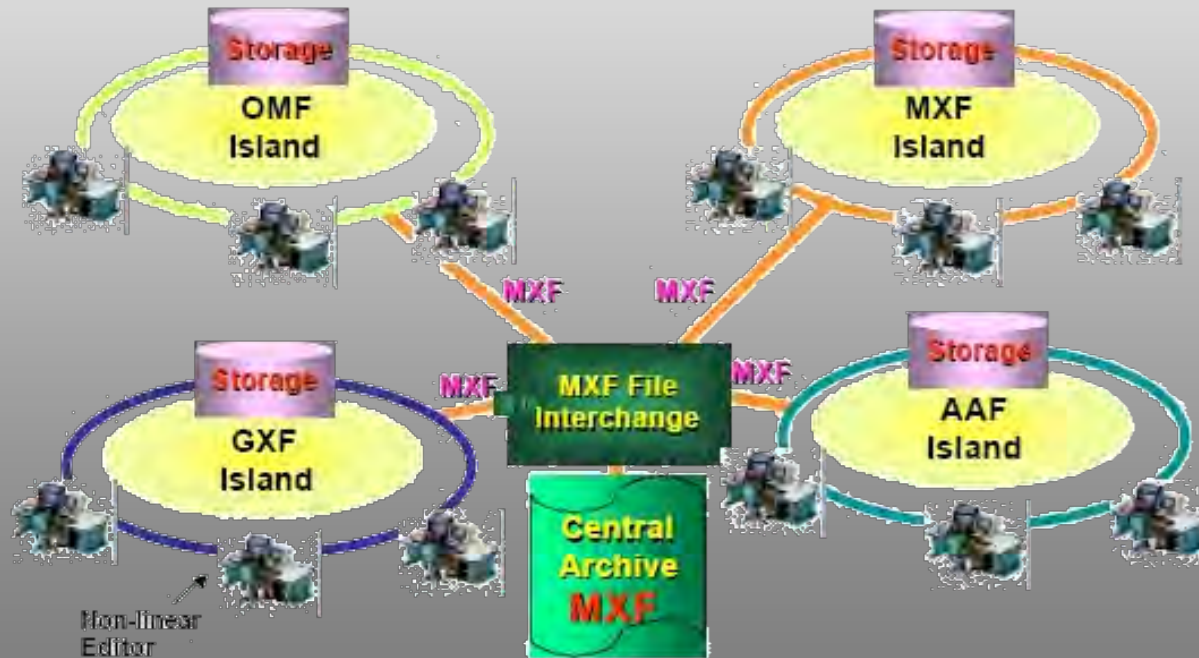 Storage
OMF
Island
Storage
MXF
Island
MXF
MXF
Storage
GXF
Island
MXF
MXF File
Interchange
MXF
Storage
AAF
Island
Central
Archive
MXF
Non-linear
Editor